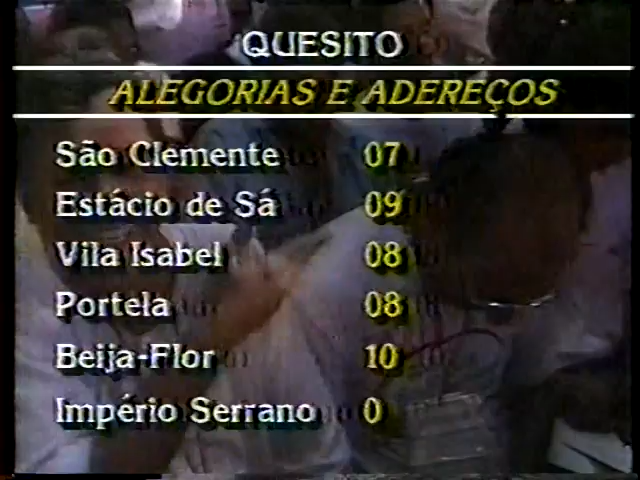 QUESITO
ALEGORIAS E ADEREÇOS
São Clemente 07
Estácio de Sá 09
Vila Isabel 08
Portela 08
Beija-Flor 10
Império Serrano 0